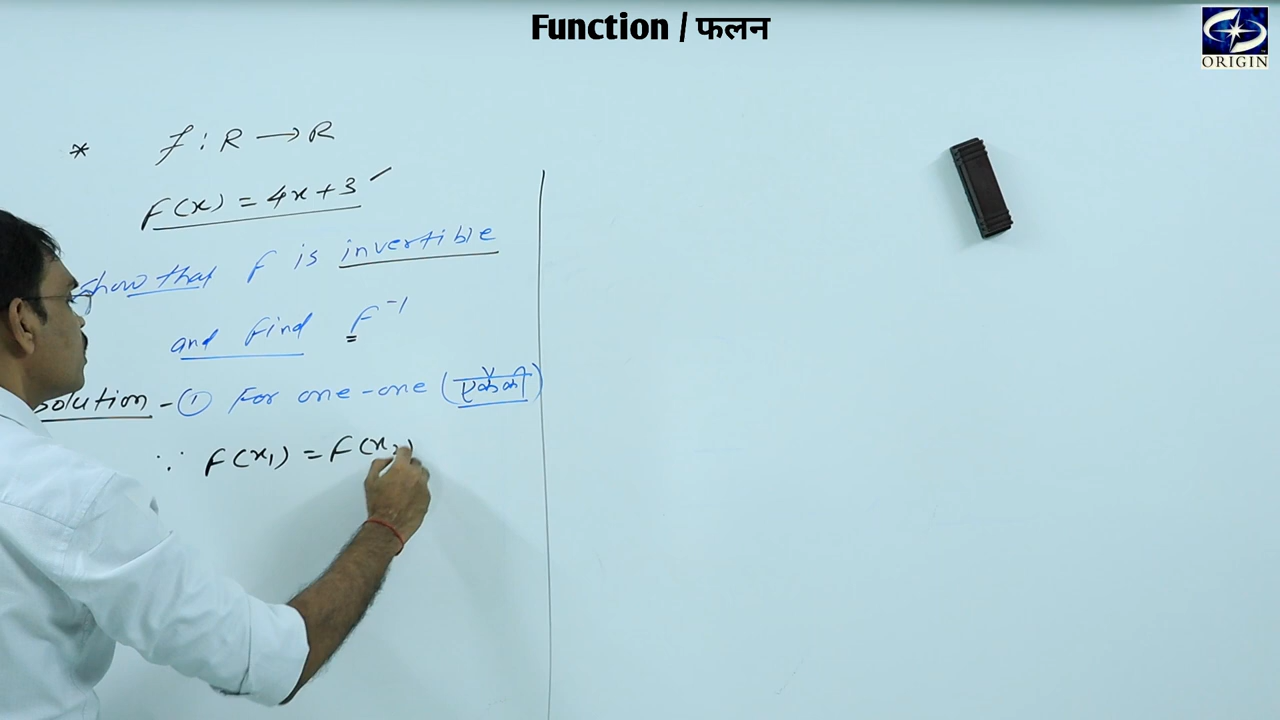 Function / फलन
ORIGIN
* f : R → R
F(x) = 4x + 3
Show that F is invertible
and find F⁻¹
Solution - ① For one-one (एकैकी)
∵ F(x₁) = F(x₂)